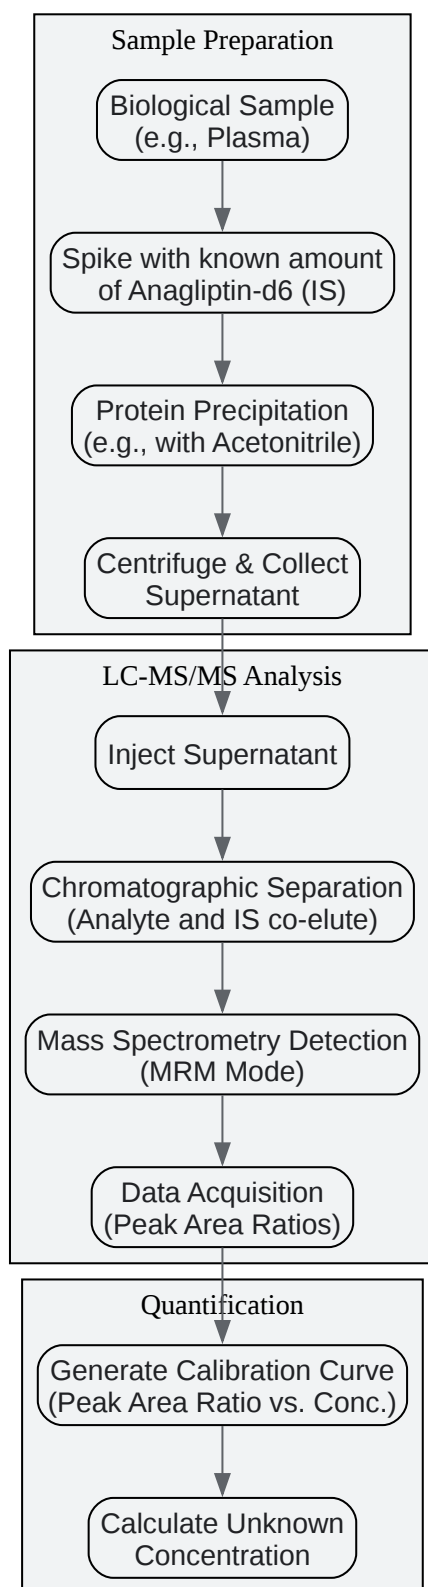 Sample Preparation
Biological Sample
(e.g., Plasma)
Spike with known amount
of Anagliptin-d6 (IS)
Protein Precipitation
(e.g., with Acetonitrile)
Centrifuge & Collect
Supernatant
LC-MS/MS Analysis
Inject Supernatant
Chromatographic Separation
(Analyte and IS co-elute)
Mass Spectrometry Detection
(MRM Mode)
Data Acquisition
(Peak Area Ratios)
Quantification
Generate Calibration Curve
(Peak Area Ratio vs. Conc.)
Calculate Unknown
Concentration